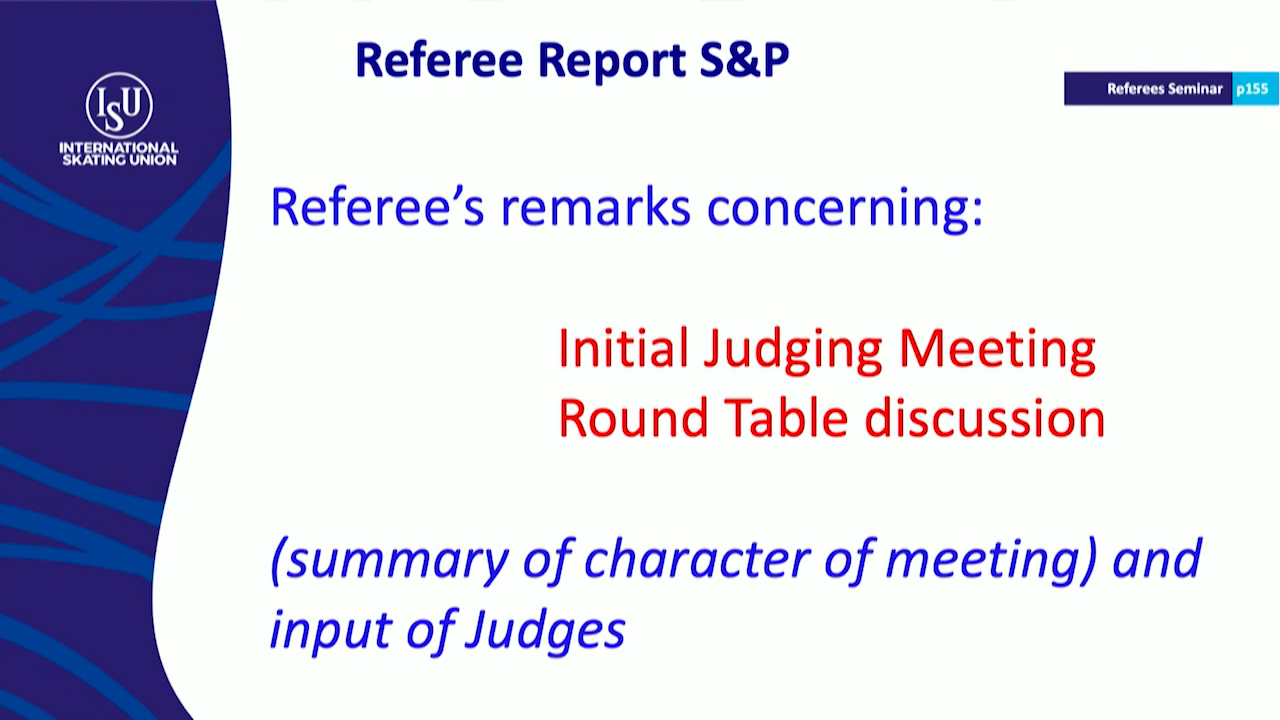 Referee Report S&P
Referees Seminar p155
ISU
INTERNATIONAL
SKATING UNION
Referee’s remarks concerning:
Initial Judging Meeting
Round Table discussion
(summary of character of meeting) and
input of Judges